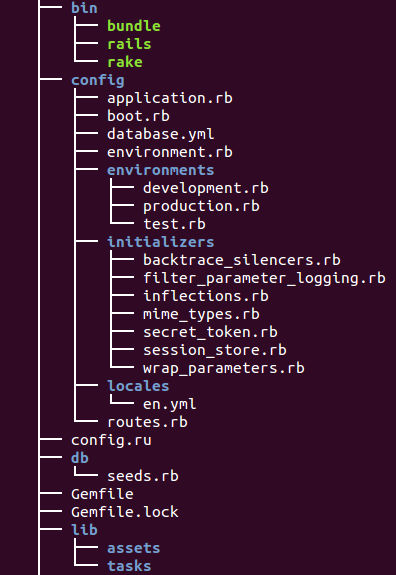 bin
bundle
rails
rake
config
application.rb
boot.rb
database.yml
environment.rb
environments
development.rb
production.rb
test.rb
initializers
backtrace_silencers.rb
filter_parameter_logging.rb
inflections.rb
mime_types.rb
secret_token.rb
session_store.rb
wrap_parameters.rb
locales
en.yml
routes.rb
config.ru
db
seeds.rb
Gemfile
Gemfile.lock
lib
assets
tasks